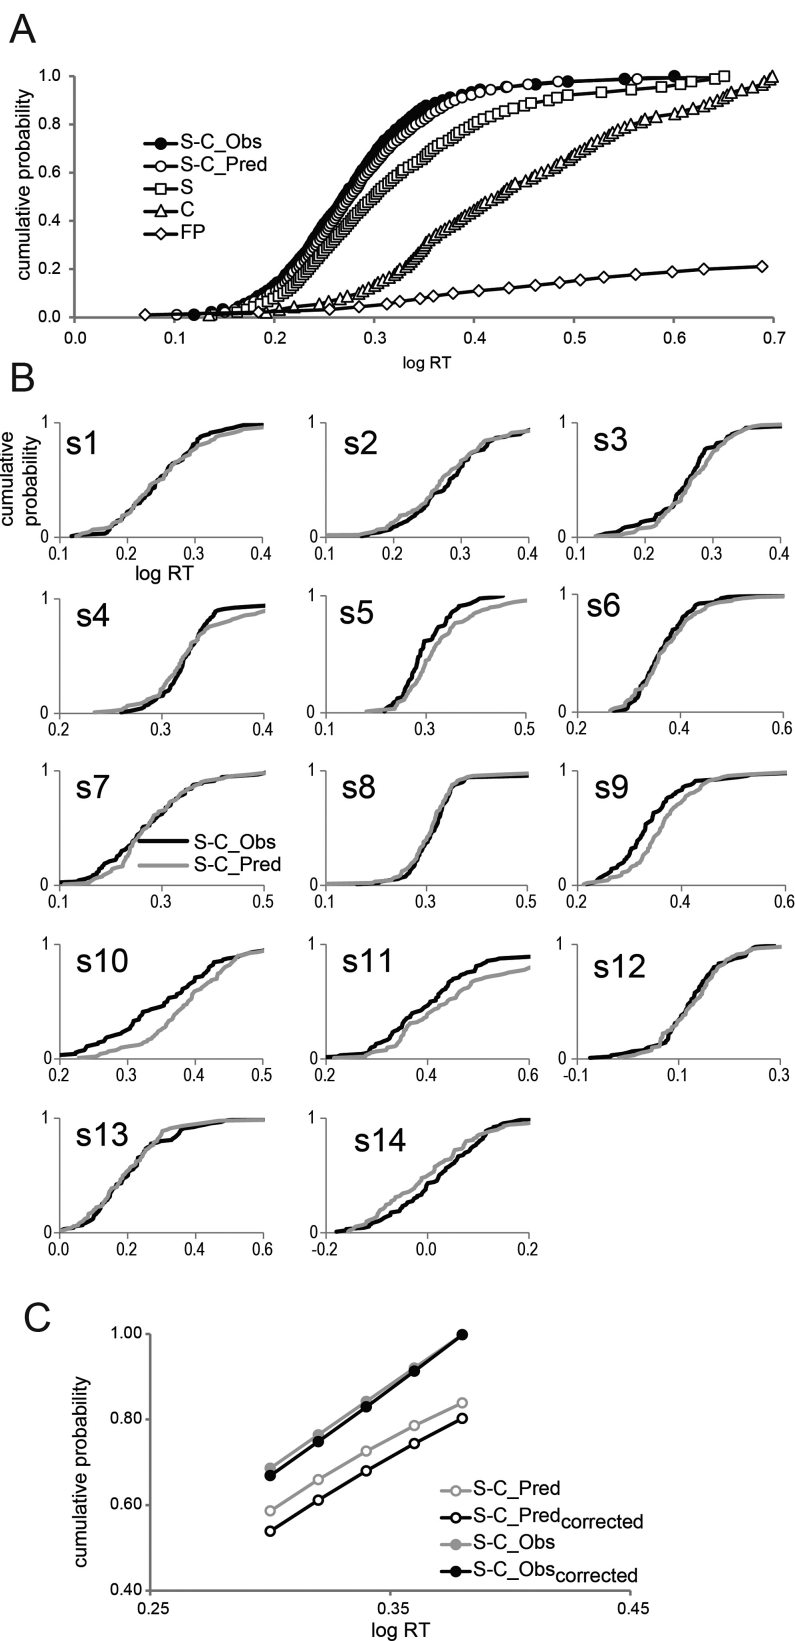 A
cumulative probability
1.0
0.8
0.6
0.4
0.2
0.0
S-C_Obs
S-C_Pred
S
C
FP
0.0 0.1 0.2 0.3 0.4 0.5 0.6 0.7
log RT
B
cumulative
probability
1 s1 0
0.1 0.2 0.3 0.4
log RT
1 s2 0
0.1 0.2 0.3 0.4
1 s3 0
0.1 0.2 0.3 0.4
1 s4 0
0.2 0.3 0.4
1 s5 0
0.1 0.3 0.5
1 s6 0
0.2 0.4 0.6
1 s7 0
S-C_Obs
S-C_Pred
0.1 0.3 0.5
1 s8 0
0.1 0.3 0.5
1 s9 0
0.2 0.4 0.6
1 s10 0
0.2 0.3 0.4 0.5
1 s11 0
0.2 0.4 0.6
1 s12 0
-0.1 0.1 0.3
1 s13 0
0.0 0.2 0.4 0.6
1 s14 0
-0.2 0.0 0.2
C
cumulative probability
1.00
0.80
0.60
0.40
S-C_Pred
S-C_Predcorrected
S-C_Obs
S-C_Obscorrected
0.25 0.35 0.45
log RT